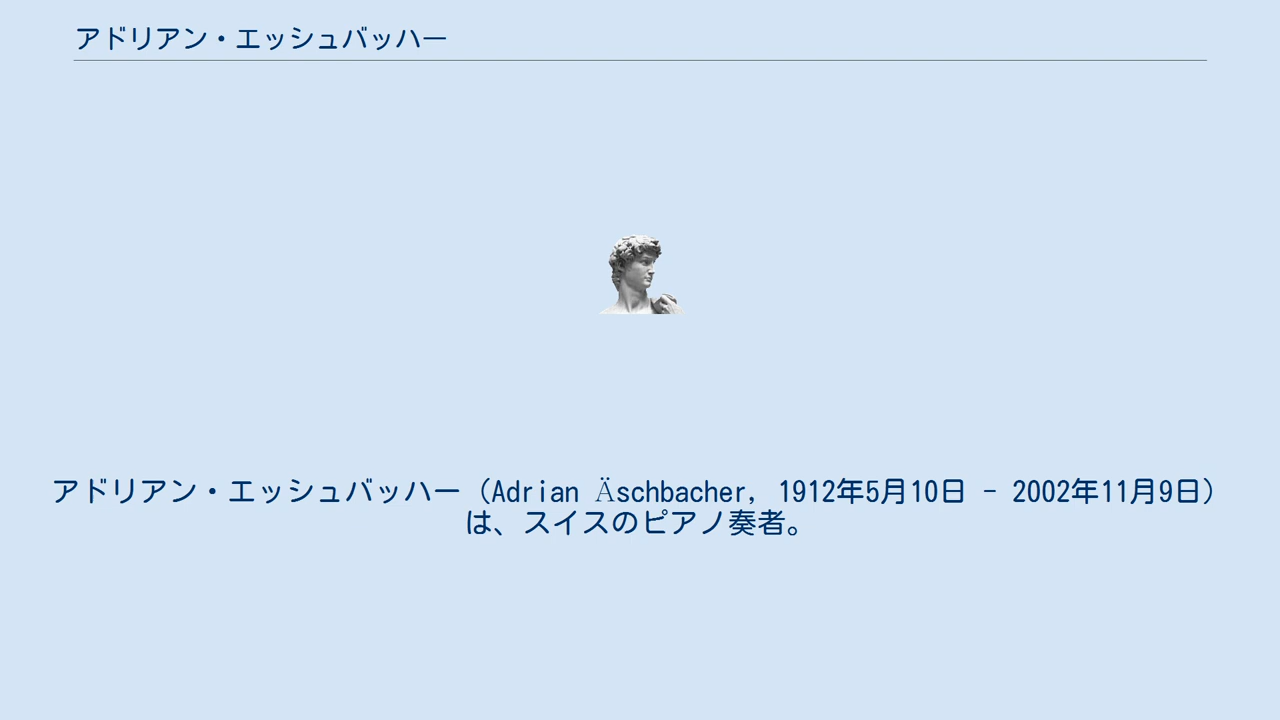 アドリアン・エッシュバッハー
アドリアン・エッシュバッハー（Adrian Äschbacher, 1912年5月10日 - 2002年11月9日）
は、スイスのピアノ奏者。